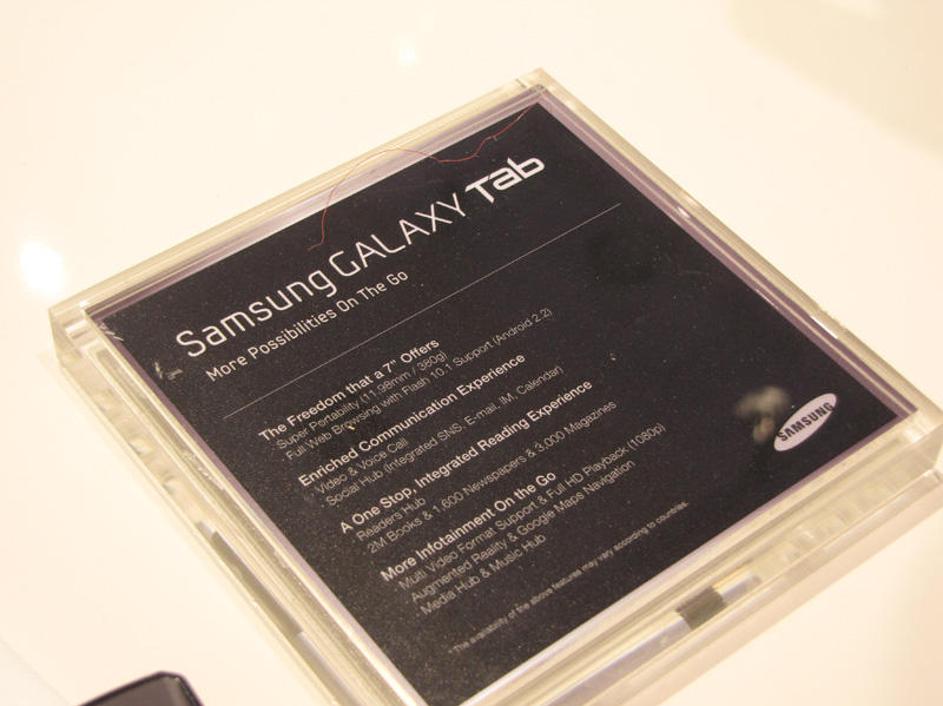 Samsung GALAXY Tab
More Possibilities On The Go
The Freedom that a 7" Offers
Super Portability (11.98mm / 380g)
Full Web Browsing with Flash 10.1 Support (Android 2.2)
Enriched Communication Experience
Video & Voice Call
Social Hub (Integrated SNS, E-mail, IM, Calendar)
A One Stop, Integrated Reading Experience
Readers Hub
2M Books & 1,600 Newspapers & 3,000 Magazines
More Infotainment On the Go
Multi Video Format Support & Full HD Playback (1080p)
Augmented Reality & Google Maps Navigation
Media Hub & Music Hub
*The availability of the above features may vary according to countries.
SAMSUNG